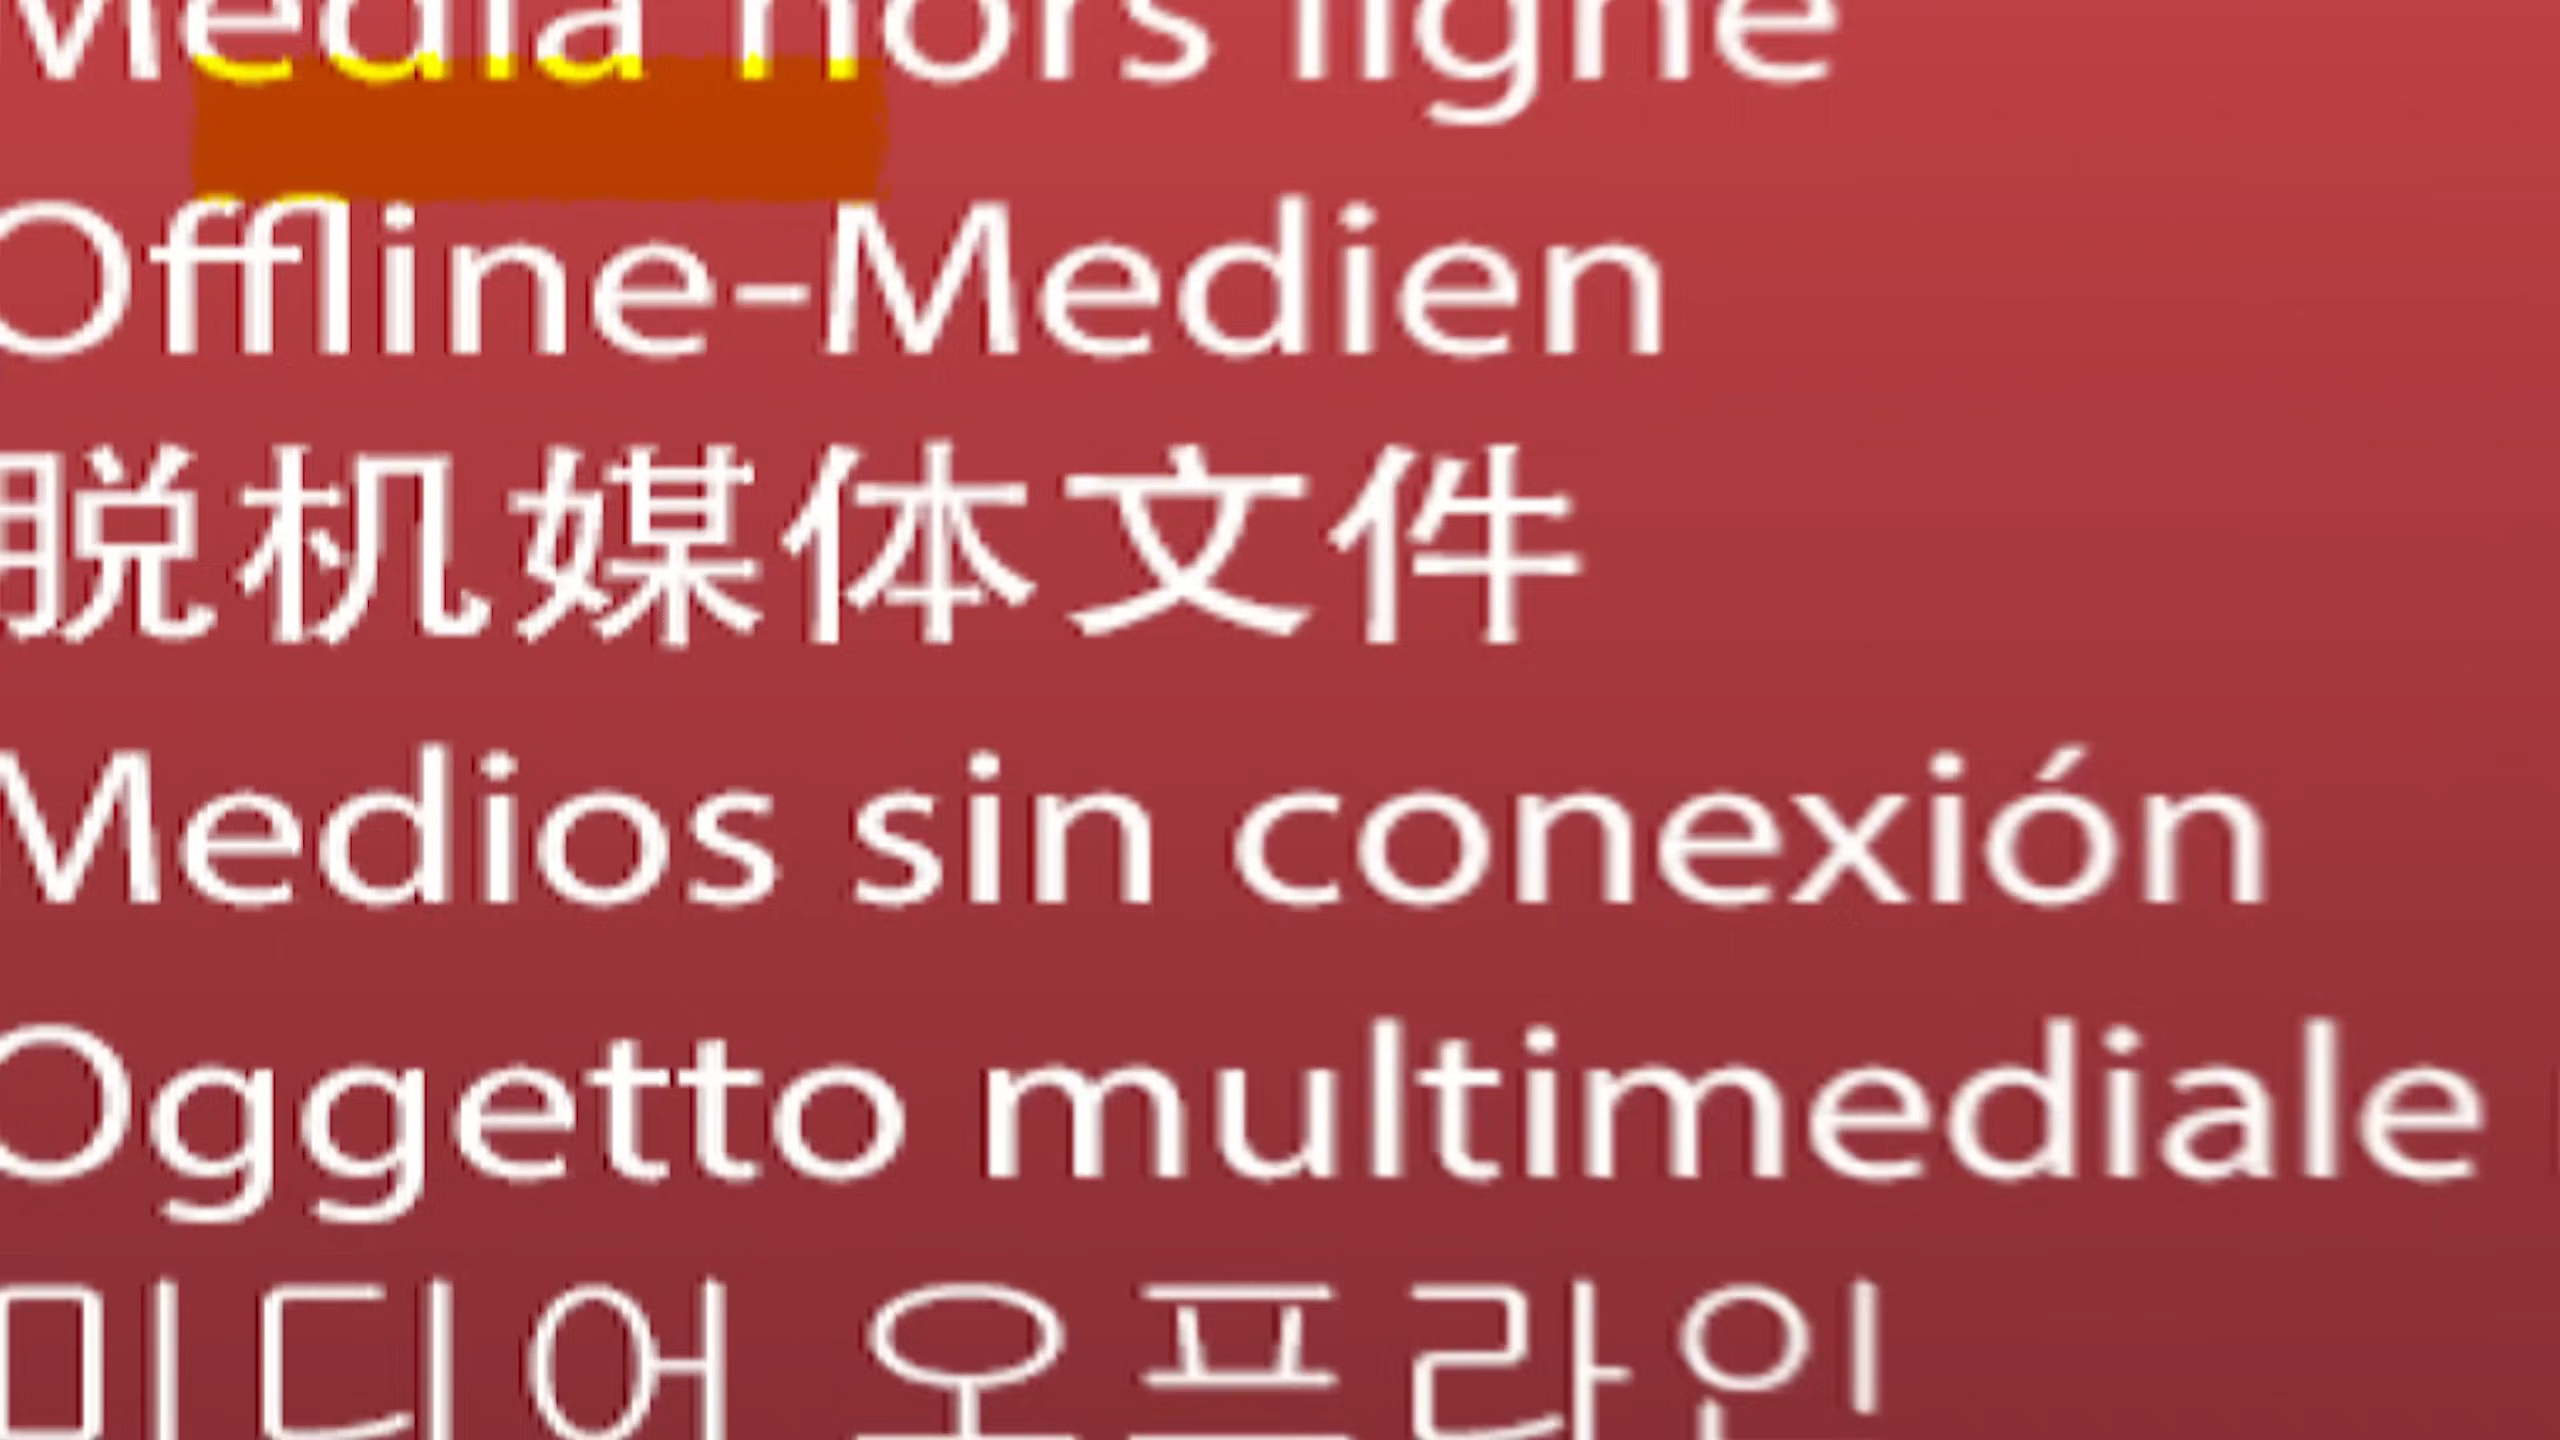 Média hors ligne
Offline-Medien
脱机媒体文件
Medios sin conexión
Oggetto multimediale
미디어 오프라인